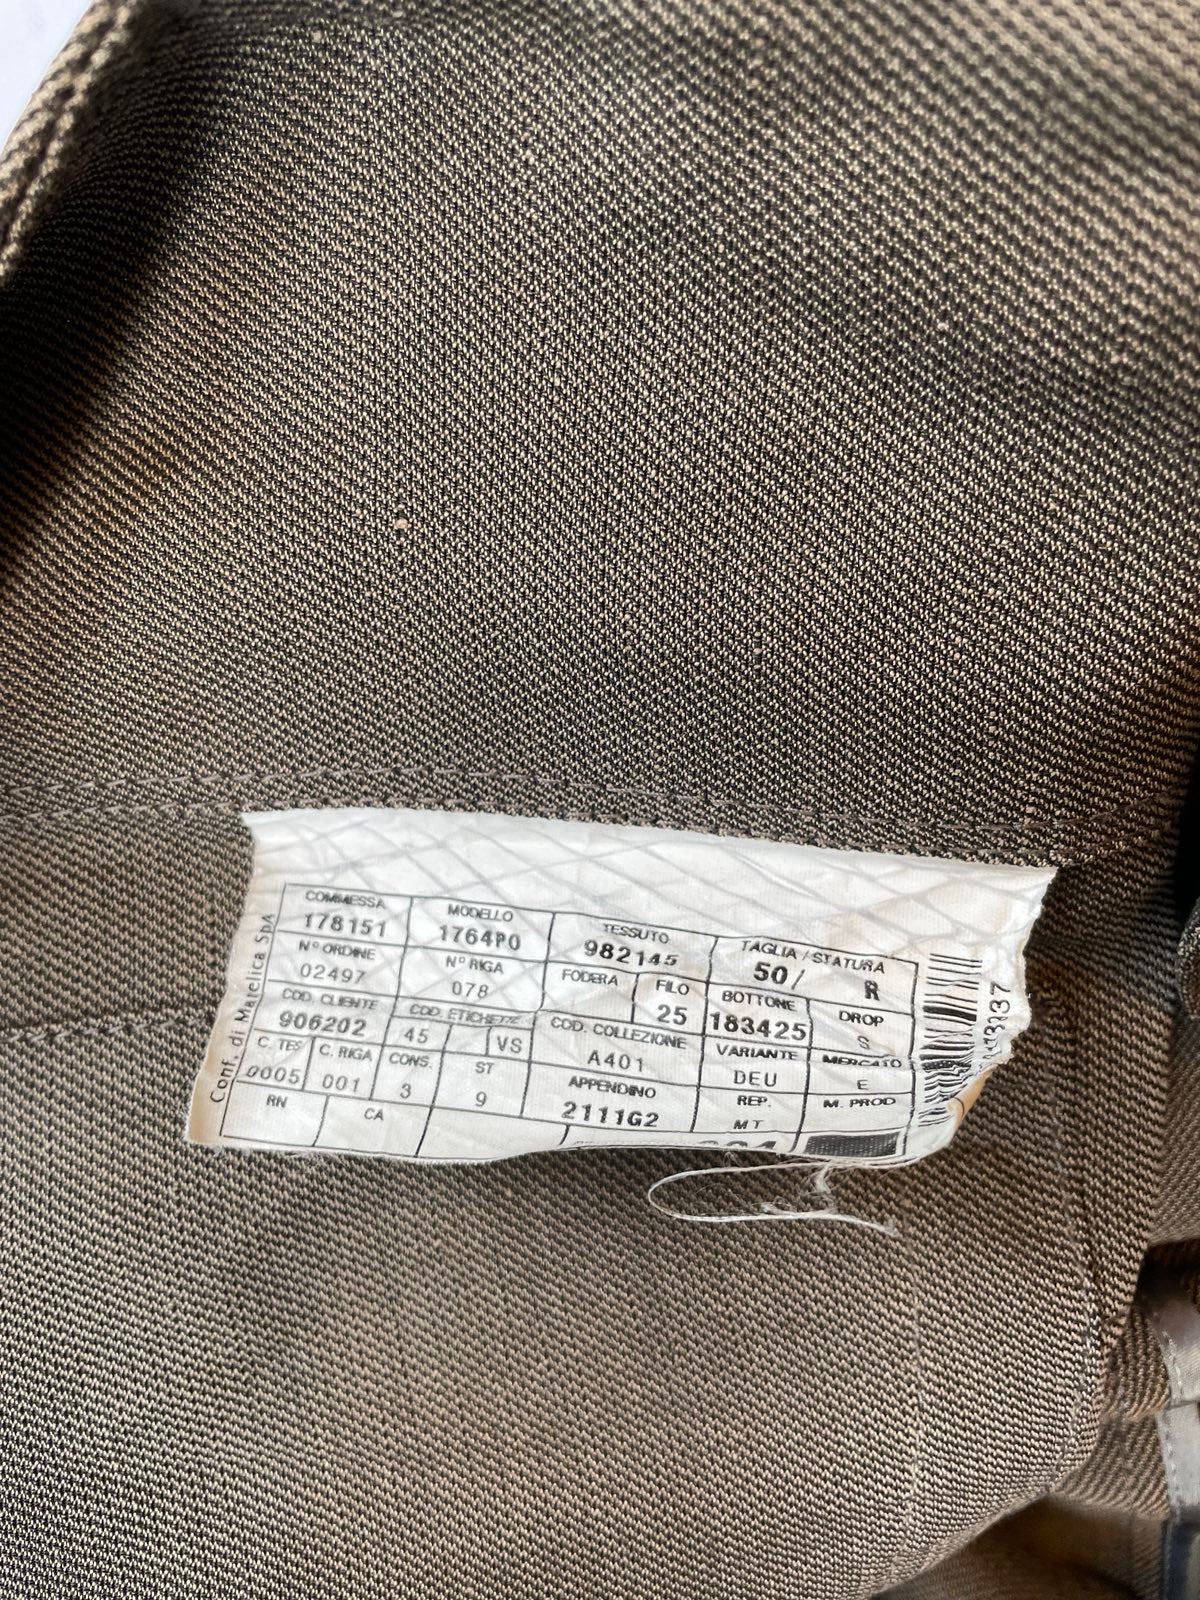 Conf. di Matelica SpA
COMMESSA MODELLO TESSUTO TAGLIA / STATURA
178151 1764P0 982145 50/ R
N° ORDINE N° RIGA FODERA FILO BOTTONE DROP
02497 078 25 183425 S
COD. CLIENTE COD. ETICHETTE COD. COLLEZIONE VARIANTE MERCATO
906202 45 VS A401 DEU E
C. TES C. RIGA CONS. ST APPENDINO REP. M. PROD
0005 001 3 9 2111G2 MT
RN CA